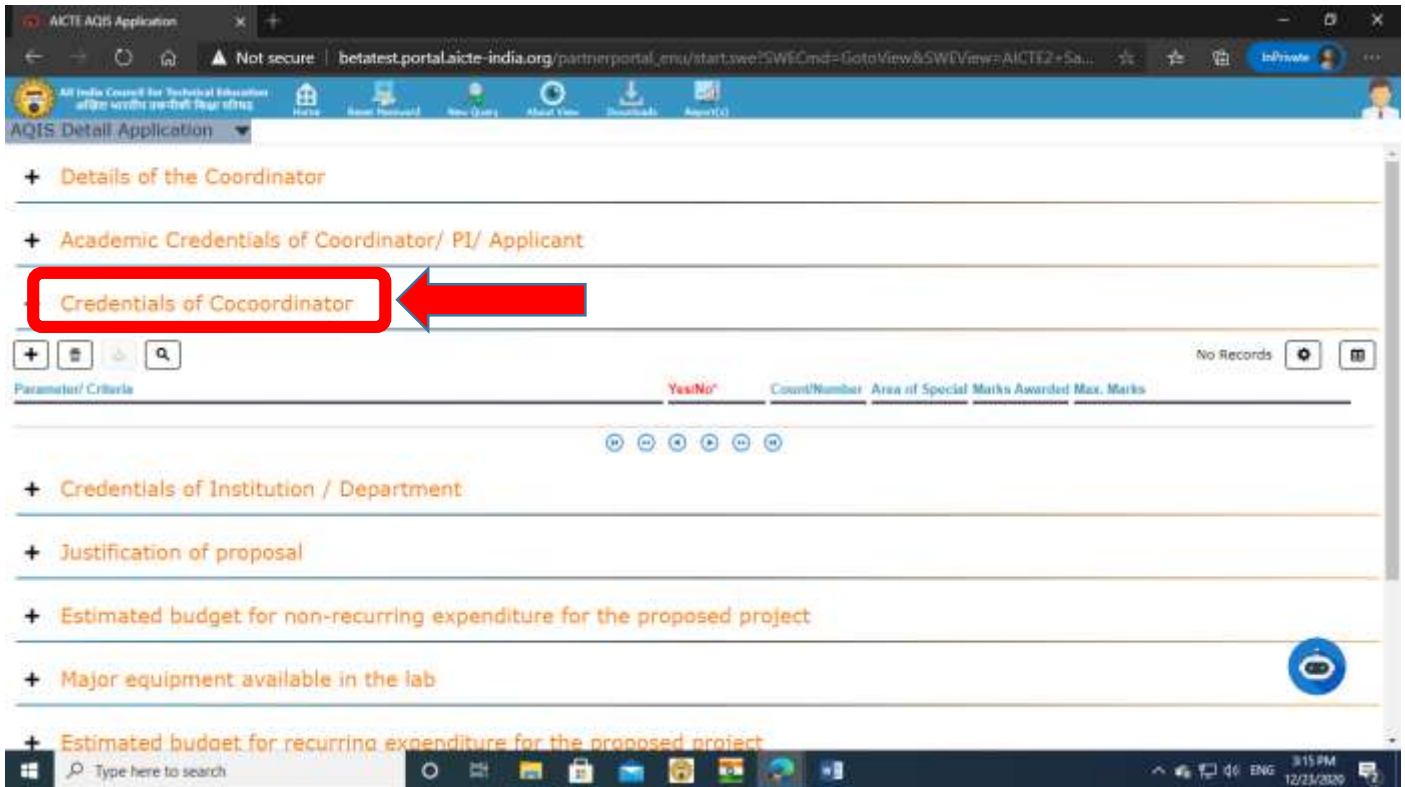 AICTE AQIS Application
Not secure betatest.portal.aicte-india.org/partnerportal_enu/start.swe?SWECmd=GotoView&SWEView=AICTE2+Sa...
InPrivate
All India Council for Technical Education
अखिल भारतीय तकनीकी शिक्षा परिषद
Home Reset Password New Query About View Downloads Report(s)
AQIS Detail Application
+ Details of the Coordinator
+ Academic Credentials of Coordinator/ PI/ Applicant
Credentials of Cocoordinator
No Records
Parameter/ Criteria Yes/No* Count/Number Area of Special Marks Awarded Max. Marks
+ Credentials of Institution / Department
+ Justification of proposal
+ Estimated budget for non-recurring expenditure for the proposed project
+ Major equipment available in the lab
+ Estimated budget for recurring expenditure for the proposed project
Type here to search
ENG
3:15 PM
12/23/2020